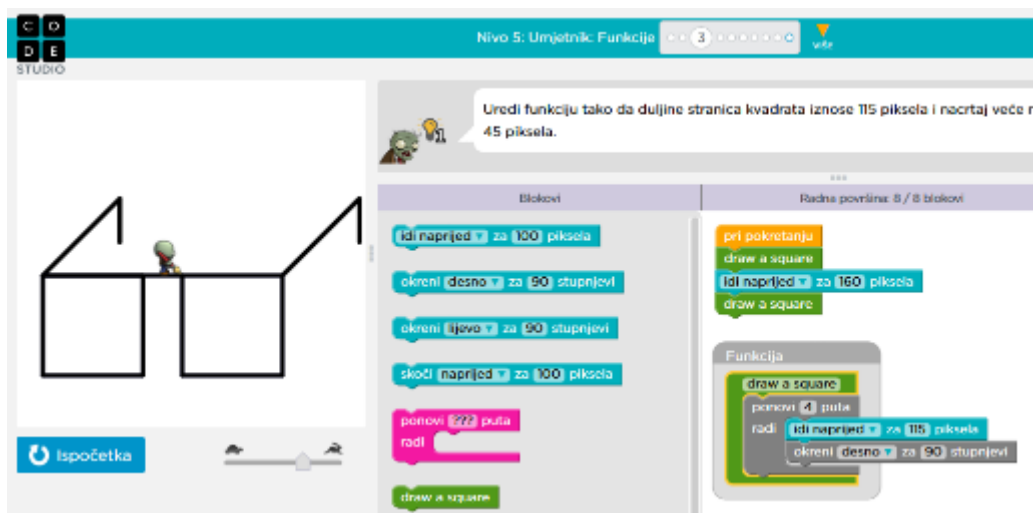 C O
D E
STUDIO
Nivo 5: Umjetnik: Funkcije
3
više
Uredi funkciju tako da duljine stranica kvadrata iznose 115 piksela i nacrtaj veće
45 piksela.
1
Blokovi
Radna površina: 8 / 8 blokovi
idi naprijed za 100 piksela
okreni desno za 90 stupnjevi
okreni lijevo za 90 stupnjevi
skoči naprijed za 100 piksela
ponovi ??? puta
radi
draw a square
pri pokretanju
draw a square
idi naprijed za 160 piksela
draw a square
Funkcija
draw a square
ponovi 4 puta
radi idi naprijed za 115 piksela
okreni desno za 90 stupnjevi
Ispočetka